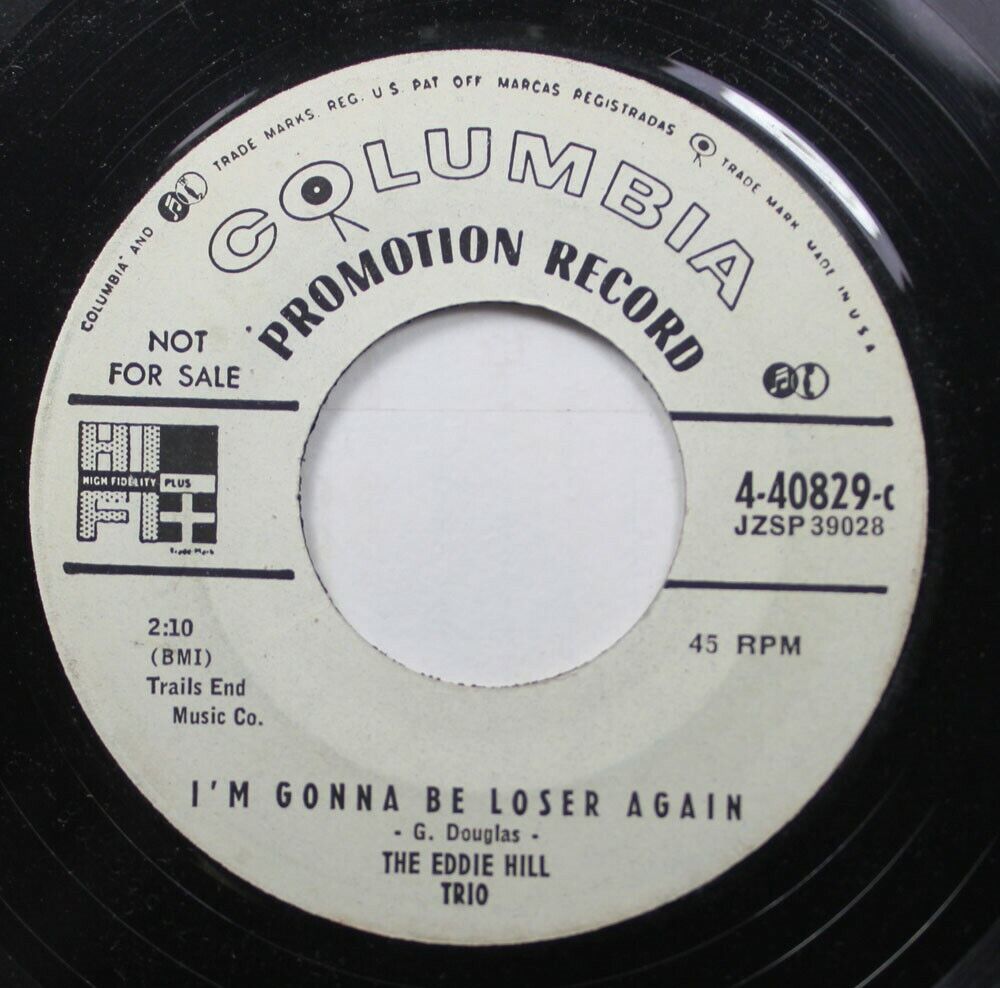 COLUMBIA" AND TRADE MARKS. REG. U.S. PAT OFF MARCAS REGISTRADAS TRADE MARK MADE IN U S A
COLUMBIA
PROMOTION RECORD
NOT
FOR SALE
HI
HIGH FIDELITY PLUS
FI
Trade-Mark
4-40829-c
JZSP 39028
2:10
(BMI)
Trails End
Music Co.
45 RPM
I'M GONNA BE LOSER AGAIN
- G. Douglas -
THE EDDIE HILL
TRIO